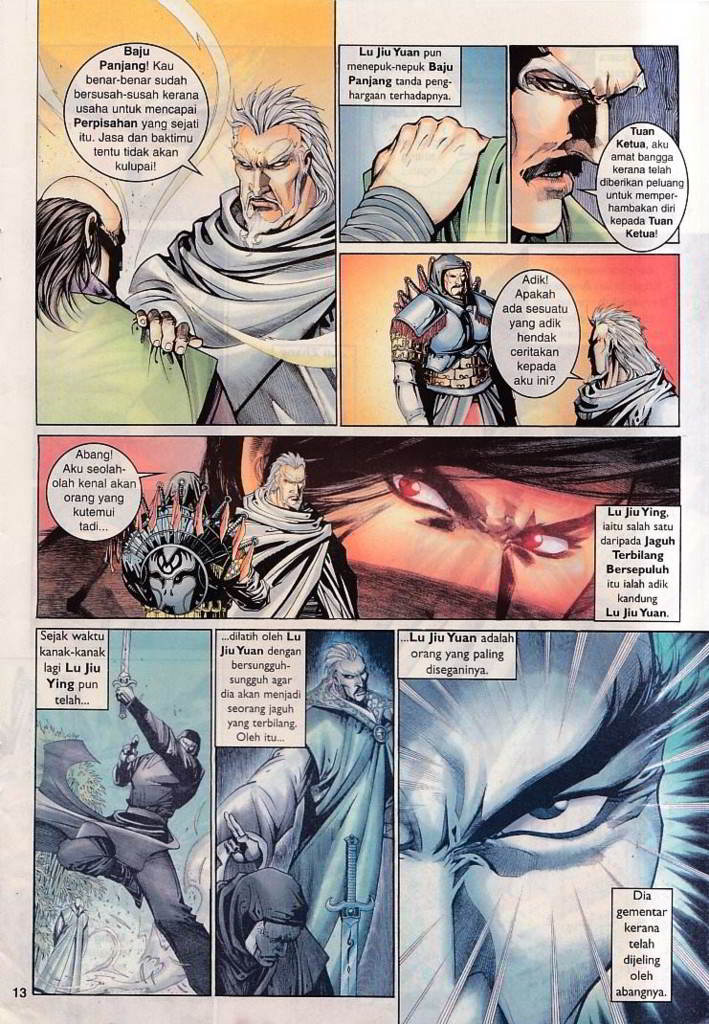 Baju
Panjang! Kau
benar-benar sudah
bersusah-susah kerana
usaha untuk mencapai
Perpisahan yang sejati
itu. Jasa dan baktimu
tentu tidak akan
kulupai!
Lu Jiu Yuan pun
menepuk-nepuk Baju
Panjang tanda peng-
hargaan terhadapnya.
Tuan
Ketua, aku
amat bangga
kerana telah
diberikan peluang
untuk memper-
hambakan diri
kepada Tuan
Ketua!
Adik!
Apakah
ada sesuatu
yang adik
hendak
ceritakan
kepada
aku ini?
Abang!
Aku seolah-
olah kenal akan
orang yang
kutemui
tadi...
Lu Jiu Ying,
iaitu salah satu
daripada Jaguh
Terbilang
Bersepuluh
itu ialah adik
kandung
Lu Jiu Yuan.
Sejak waktu
kanak-kanak
lagi Lu Jiu
Ying pun
telah...
...dilatih oleh Lu
Jiu Yuan dengan
bersungguh-
sungguh agar
dia akan menjadi
seorang jaguh
yang terbilang.
Oleh itu...
...Lu Jiu Yuan adalah
orang yang paling
diseganinya.
Dia
gementar
kerana
telah
dijeling
oleh
abangnya.
13